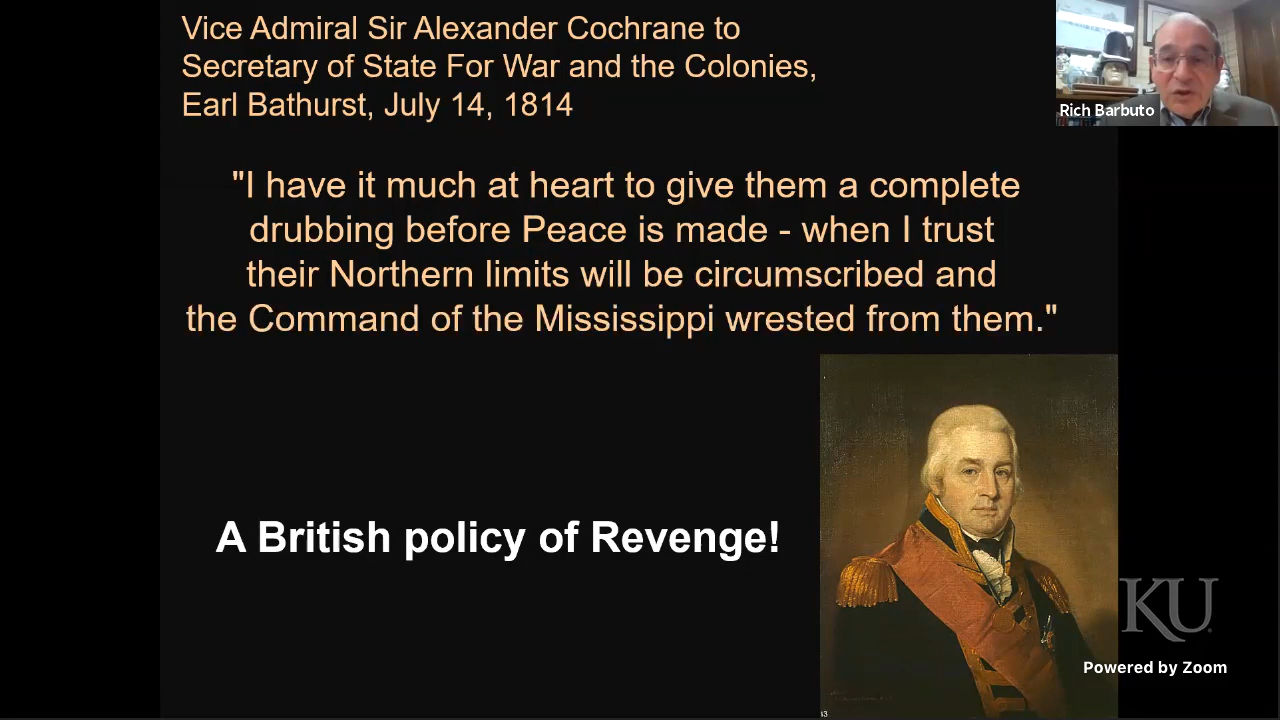 Vice Admiral Sir Alexander Cochrane to
Secretary of State For War and the Colonies,
Earl Bathurst, July 14, 1814
"I have it much at heart to give them a complete
drubbing before Peace is made - when I trust
their Northern limits will be circumscribed and
the Command of the Mississippi wrested from them."
A British policy of Revenge!
Rich Barbuto
KU
Powered by Zoom